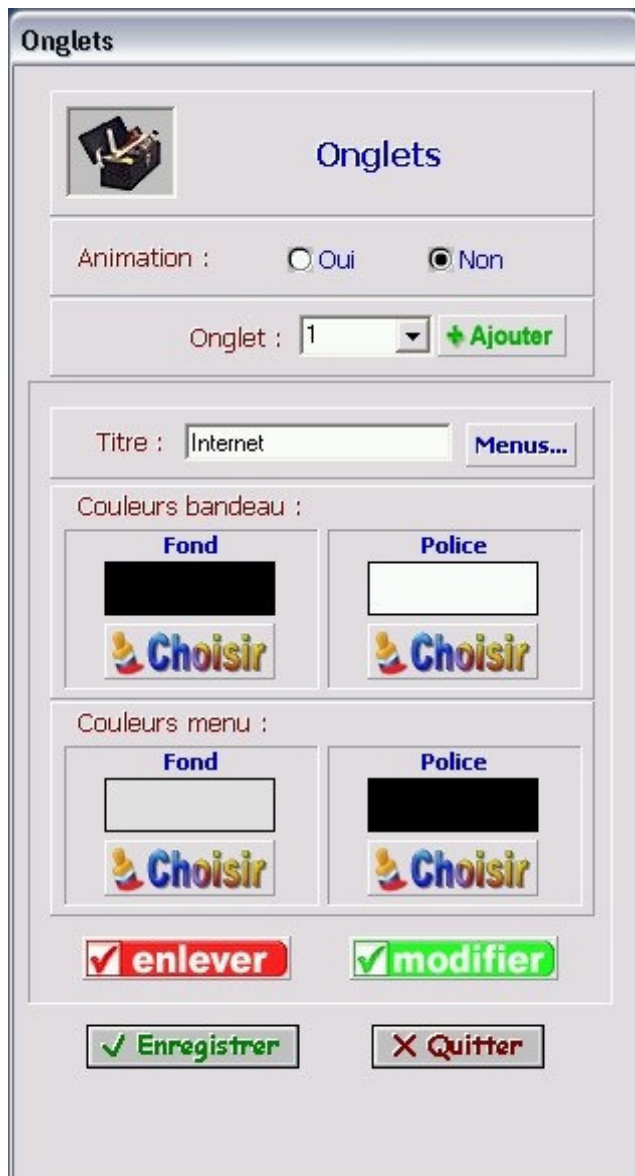 Onglets
Onglets
Animation : Oui Non
Onglet : 1 +Ajouter
Titre : Internet Menus...
Couleurs bandeau :
Fond Police
Choisir Choisir
Couleurs menu :
Fond Police
Choisir Choisir
enlever modifier
Enregistrer Quitter